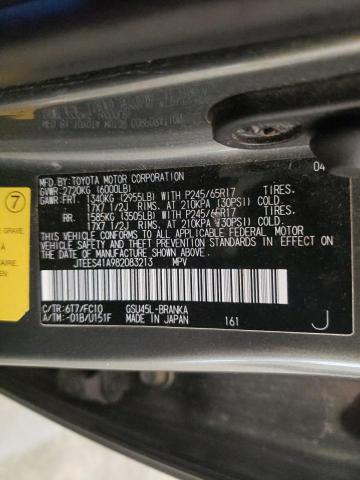 04
MFD.BY:TOYOTA MOTOR CORPORATION
GVWR:2720KG (6000LB)
GAWR:FRT. 1340KG (2955LB) WITH P245/65R17 TIRES.
17X7 1/2J RIMS. AT 210KPA (30PSI) COLD.
RR. 1585KG (3505LB) WITH P245/65R17 TIRES.
17X7 1/2J RIMS. AT 210KPA (30PSI) COLD.
THIS VEHICLE CONFORMS TO ALL APPLICABLE
FEDERAL MOTOR VEHICLE SAFETY AND
THEFT PREVENTION STANDARDS IN EFFECT ON
THE DATE OF MANUFACTURE SHOWN ABOVE.
JTEES41A982083213 MPV
C/TR:6T7/FC10 GSU45L-BRANKA
A/TM:-01B/U151F MADE IN JAPAN 161 J
7